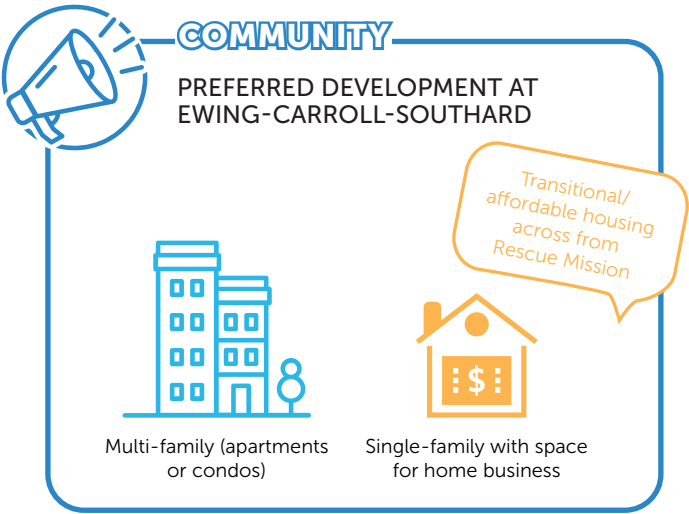 COMMUNITY
PREFERRED DEVELOPMENT AT
EWING-CARROLL-SOUTHARD
Transitional/
affordable housing
across from
Rescue Mission
$
Multi-family (apartments
or condos)
Single-family with space
for home business